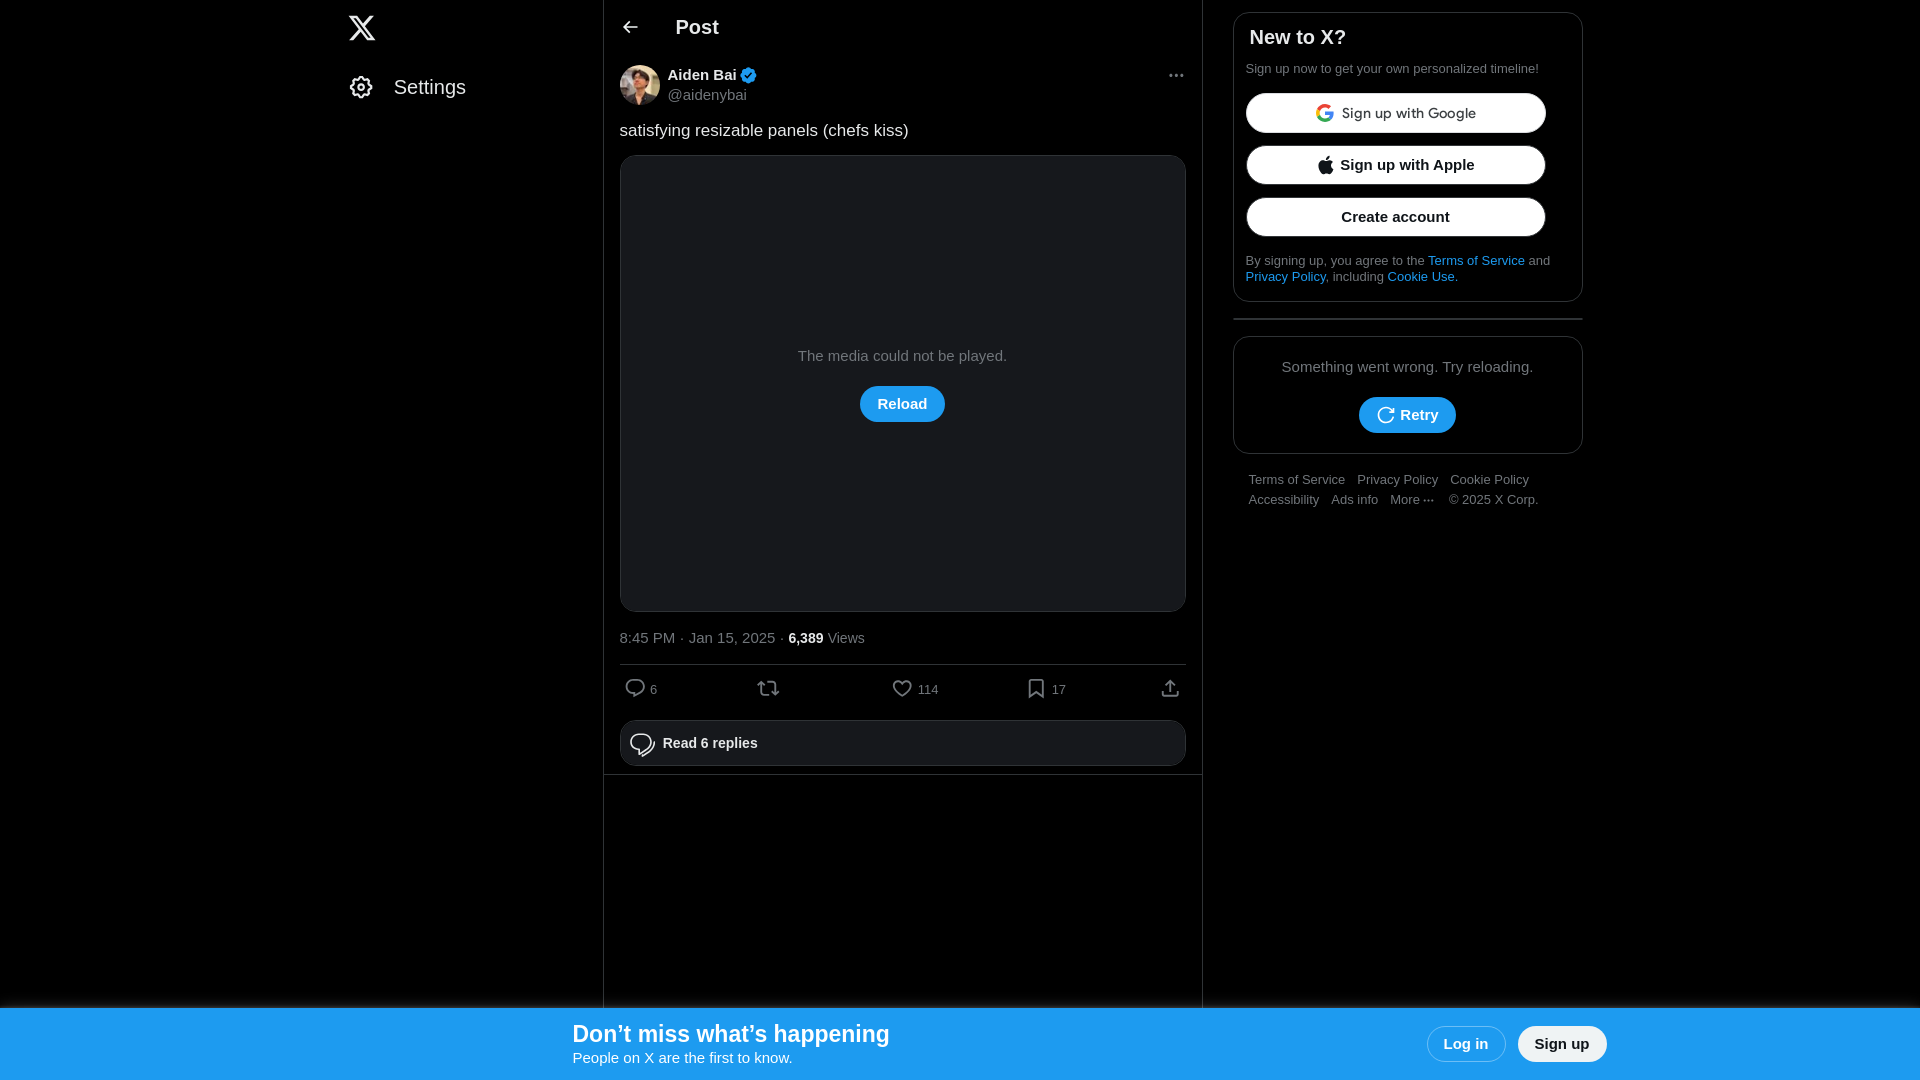 Settings
Post
Aiden Bai
@aidenybai
satisfying resizable panels (chefs kiss)
The media could not be played.
Reload
8:45 PM · Jan 15, 2025 · 6,389 Views
6
114
17
Read 6 replies
New to X?
Sign up now to get your own personalized timeline!
Sign up with Google
Sign up with Apple
Create account
By signing up, you agree to the Terms of Service and
Privacy Policy, including Cookie Use.
Something went wrong. Try reloading.
Retry
Terms of Service Privacy Policy Cookie Policy
Accessibility Ads info More ··· © 2025 X Corp.
Don’t miss what’s happening
People on X are the first to know.
Log in
Sign up